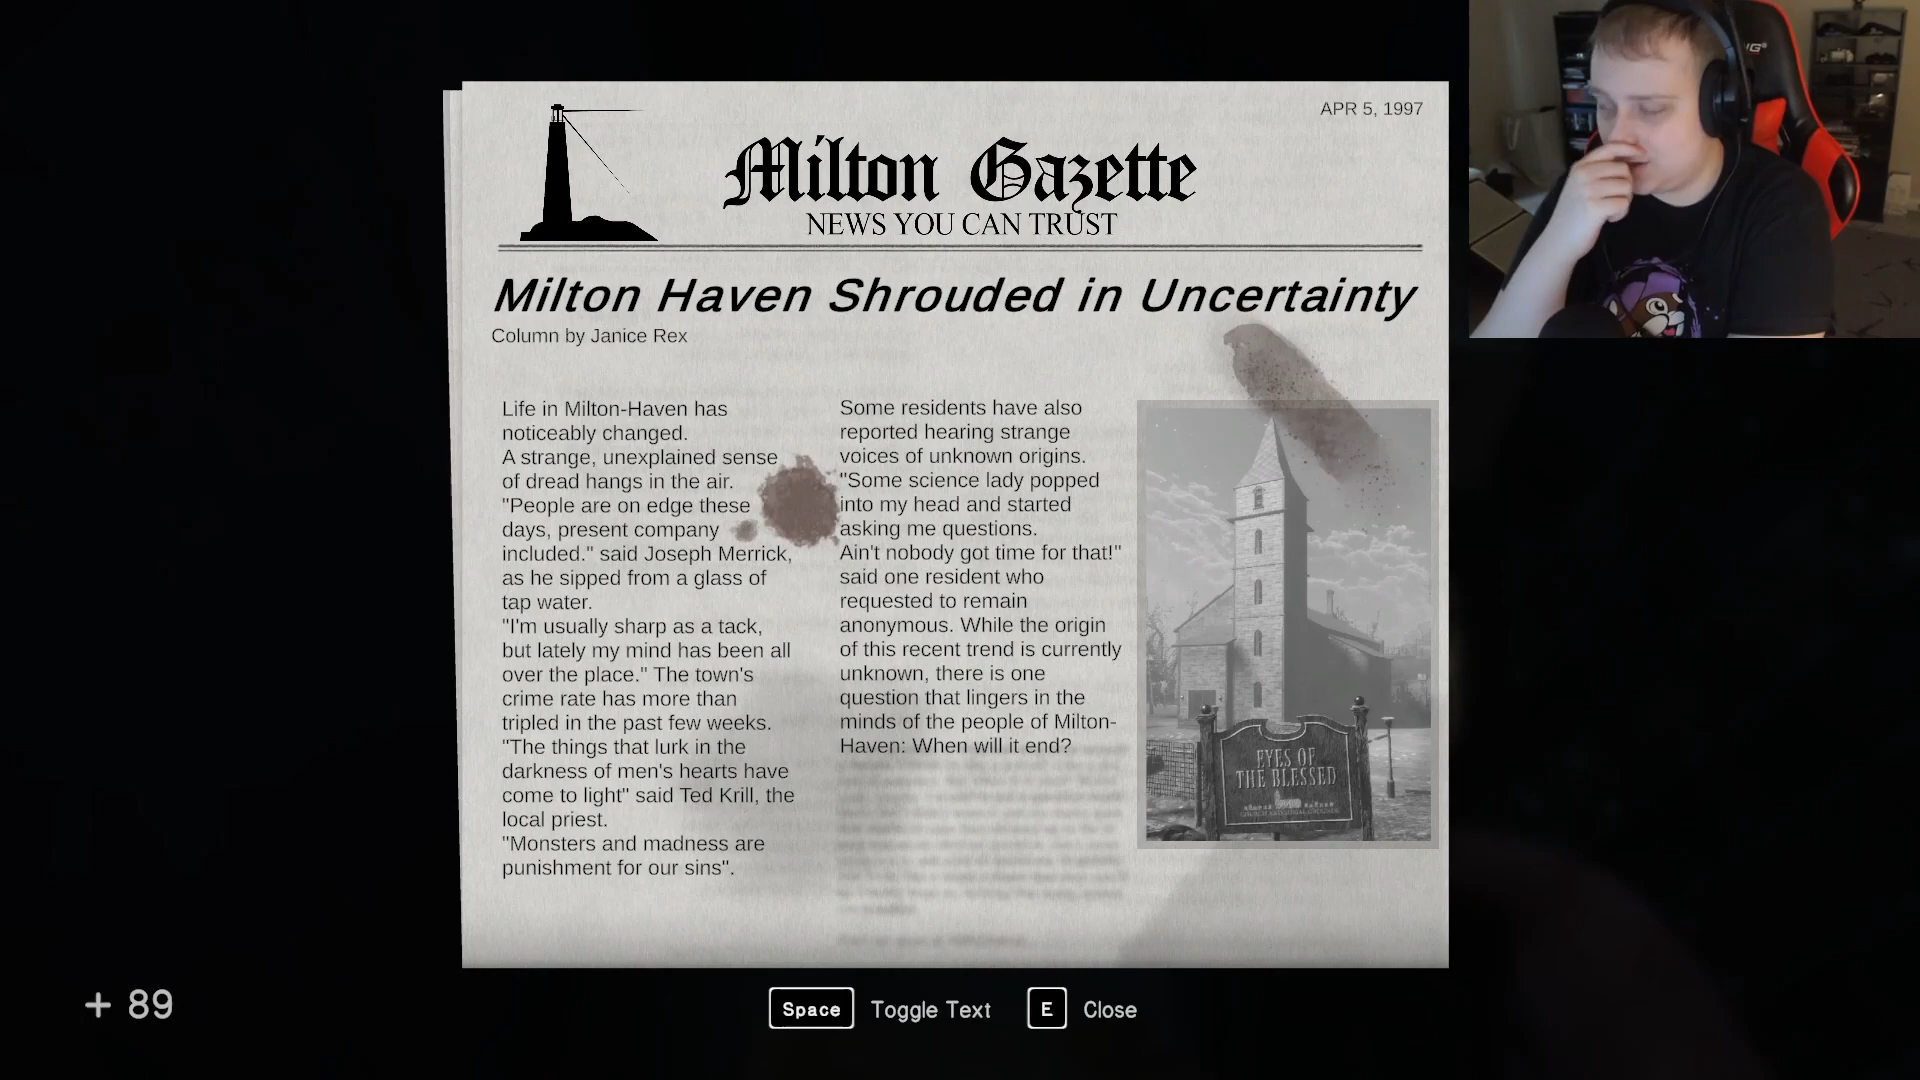 APR 5, 1997
Milton Gazette
NEWS YOU CAN TRUST
Milton Haven Shrouded in Uncertainty
Column by Janice Rex
Life in Milton-Haven has
noticeably changed.
A strange, unexplained sense
of dread hangs in the air.
"People are on edge these
days, present company
included." said Joseph Merrick,
as he sipped from a glass of
tap water.
"I'm usually sharp as a tack,
but lately my mind has been all
over the place." The town's
crime rate has more than
tripled in the past few weeks.
"The things that lurk in the
darkness of men's hearts have
come to light" said Ted Krill, the
local priest.
"Monsters and madness are
punishment for our sins".
Some residents have also
reported hearing strange
voices of unknown origins.
"Some science lady popped
into my head and started
asking me questions.
Ain't nobody got time for that!"
said one resident who
requested to remain
anonymous. While the origin
of this recent trend is currently
unknown, there is one
question that lingers in the
minds of the people of Milton-
Haven: When will it end?
EYES OF
THE BLESSED
+ 89
Space Toggle Text E Close